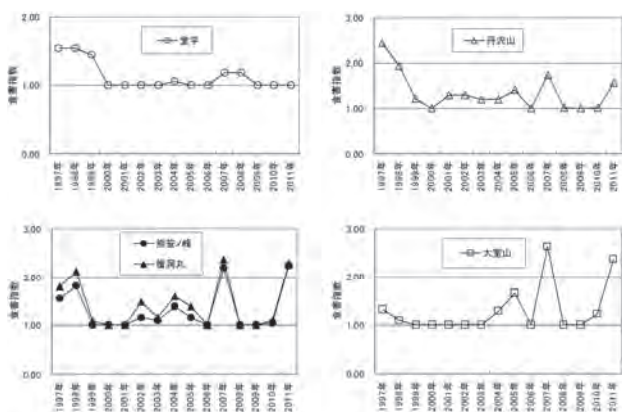 2.00
1.00
0.00
食害指数
堂平
1997年
1998年
1999年
2000年
2001年
2002年
2003年
2004年
2005年
2006年
2007年
2008年
2009年
2010年
2011年
3.00
2.00
1.00
0.00
食害指数
丹沢山
1997年
1998年
1999年
2000年
2001年
2002年
2003年
2004年
2005年
2006年
2007年
2008年
2009年
2010年
2011年
3.00
2.00
1.00
0.00
食害指数
檜洞丸
1997年
1998年
1999年
2000年
2001年
2002年
2003年
2004年
2005年
2006年
2007年
2008年
2009年
2010年
2011年
3.00
2.00
1.00
0.00
食害指数
大室山
1997年
1998年
1999年
2000年
2001年
2002年
2003年
2004年
2005年
2006年
2007年
2008年
2009年
2010年
2011年